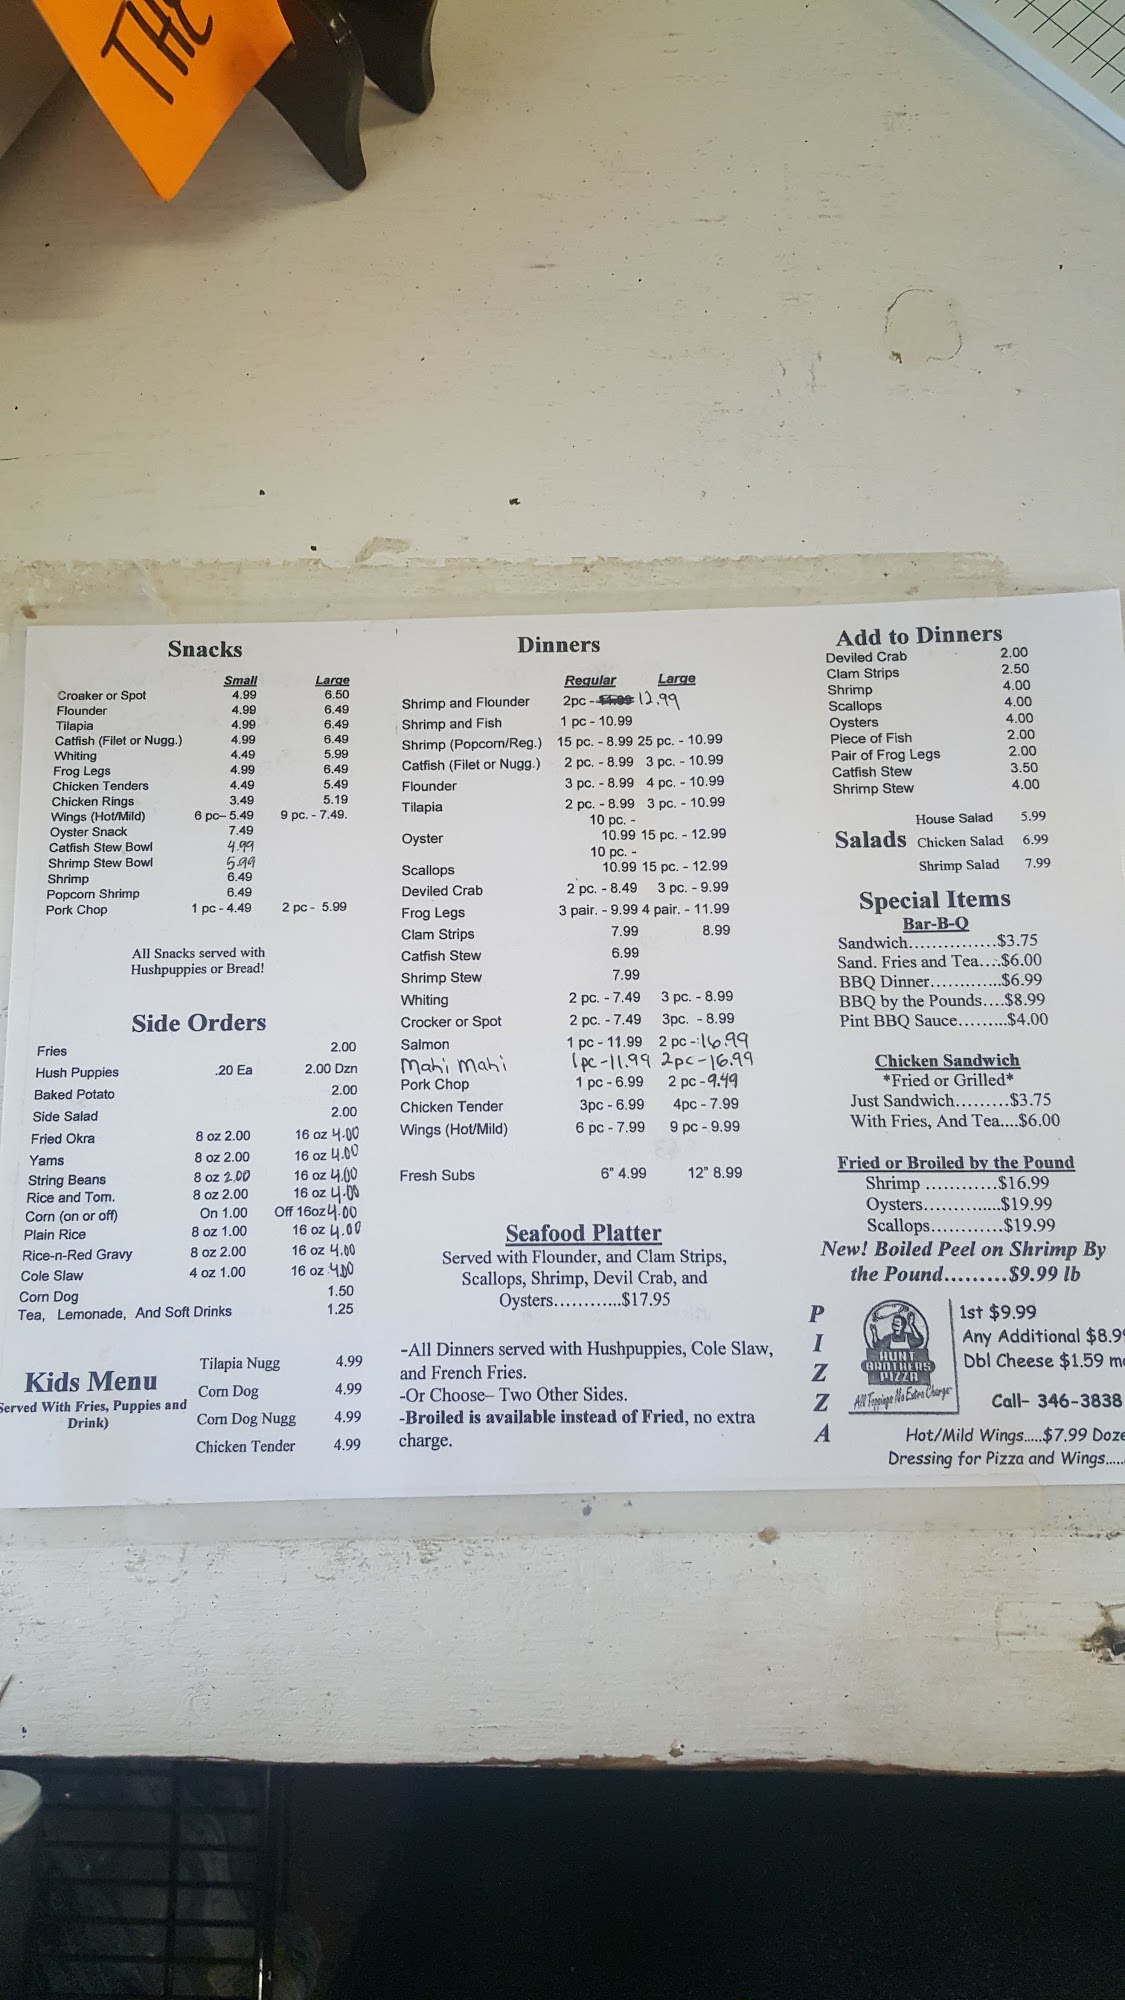 THE
Snacks
Small Large
Croaker or Spot 4.99 6.50
Flounder 4.99 6.49
Tilapia 4.99 6.49
Catfish (Filet or Nugg.) 4.99 6.49
Whiting 4.49 5.99
Frog Legs 4.99 6.49
Chicken Tenders 4.49 5.49
Chicken Rings 3.49 5.19
Wings (Hot/Mild) 6 pc– 5.49 9 pc. - 7.49.
Oyster Snack 7.49
Catfish Stew Bowl 4.99
Shrimp Stew Bowl 5.99
Shrimp 6.49
Popcorn Shrimp 6.49
Pork Chop 1 pc - 4.49 2 pc - 5.99
All Snacks served with
Hushpuppies or Bread!
Side Orders
Fries 2.00
Hush Puppies .20 Ea 2.00 Dzn
Baked Potato 2.00
Side Salad 2.00
Fried Okra 8 oz 2.00 16 oz 4.00
Yams 8 oz 2.00 16 oz 4.00
String Beans 8 oz 2.00 16 oz 4.00
Rice and Tom. 8 oz 2.00 16 oz 4.00
Corn (on or off) On 1.00 Off 16oz 4.00
Plain Rice 8 oz 1.00 16 oz 4.00
Rice-n-Red Gravy 8 oz 2.00 16 oz 4.00
Cole Slaw 4 oz 1.00 16 oz 4.00
Corn Dog 1.50
Tea, Lemonade, And Soft Drinks 1.25
Kids Menu
Served With Fries, Puppies and
Drink)
Tilapia Nugg 4.99
Corn Dog 4.99
Corn Dog Nugg 4.99
Chicken Tender 4.99
Dinners
Regular Large
Shrimp and Flounder 2pc - 12.99
Shrimp and Fish 1 pc - 10.99
Shrimp (Popcorn/Reg.) 15 pc. - 8.99 25 pc. - 10.99
Catfish (Filet or Nugg.) 2 pc. - 8.99 3 pc. - 10.99
Flounder 3 pc. - 8.99 4 pc. - 10.99
Tilapia 2 pc. - 8.99 3 pc. - 10.99
10 pc. -
Oyster 10.99 15 pc. - 12.99
10 pc. -
Scallops 10.99 15 pc. - 12.99
Deviled Crab 2 pc. - 8.49 3 pc. - 9.99
Frog Legs 3 pair. - 9.99 4 pair. - 11.99
Clam Strips 7.99 8.99
Catfish Stew 6.99
Shrimp Stew 7.99
Whiting 2 pc. - 7.49 3 pc. - 8.99
Crocker or Spot 2 pc. - 7.49 3pc. - 8.99
Salmon 1 pc - 11.99 2 pc - 16.99
Mahi Mahi 1pc-11.99 2pc-16.99
Pork Chop 1 pc - 6.99 2 pc - 9.49
Chicken Tender 3pc - 6.99 4pc - 7.99
Wings (Hot/Mild) 6 pc - 7.99 9 pc - 9.99
Fresh Subs 6" 4.99 12" 8.99
Seafood Platter
Served with Flounder, and Clam Strips,
Scallops, Shrimp, Devil Crab, and
Oysters............$17.95
-All Dinners served with Hushpuppies, Cole Slaw,
and French Fries.
-Or Choose– Two Other Sides.
-Broiled is available instead of Fried, no extra
charge.
Add to Dinners
Deviled Crab 2.00
Clam Strips 2.50
Shrimp 4.00
Scallops 4.00
Oysters 4.00
Piece of Fish 2.00
Pair of Frog Legs 2.00
Catfish Stew 3.50
Shrimp Stew 4.00
Salads
House Salad 5.99
Chicken Salad 6.99
Shrimp Salad 7.99
Special Items
Bar-B-Q
Sandwich...............$3.75
Sand. Fries and Tea....$6.00
BBQ Dinner............$6.99
BBQ by the Pounds....$8.99
Pint BBQ Sauce.........$4.00
Chicken Sandwich
*Fried or Grilled*
Just Sandwich.........$3.75
With Fries, And Tea....$6.00
Fried or Broiled by the Pound
Shrimp ............$16.99
Oysters.............$19.99
Scallops............$19.99
New! Boiled Peel on Shrimp By
the Pound.........$9.99 lb
PIZZA
HUNT
BROTHERS
PIZZA
All Toppings No Extra Charge
1st $9.99
Any Additional $8.9
Dbl Cheese $1.59
Call- 346-3838
Hot/Mild Wings.....$7.99 Doze
Dressing for Pizza and Wings.....